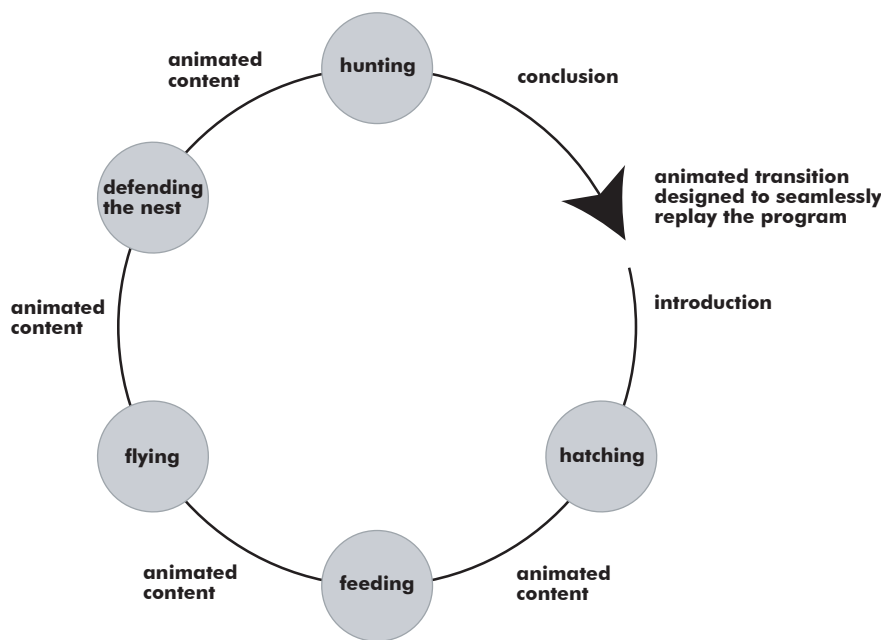 animated
content
hunting
conclusion
animated transition
designed to seamlessly
replay the program
defending
the nest
animated
content
introduction
flying
hatching
animated
content
feeding
animated
content